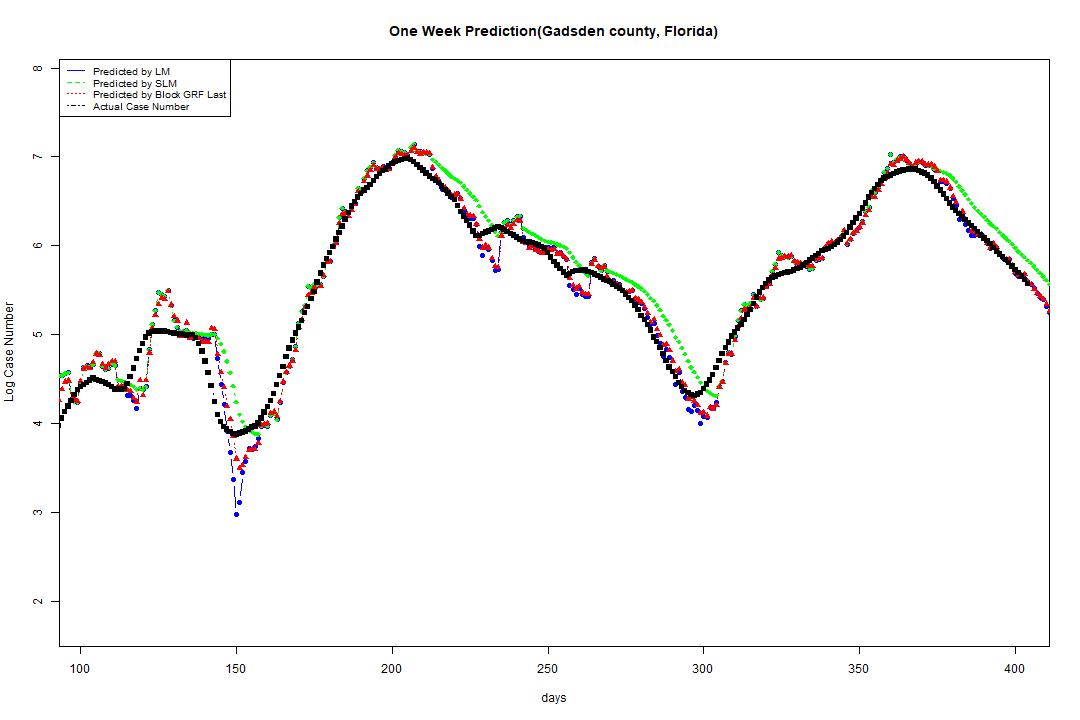 One Week Prediction(Gadsden county, Florida)
Predicted by LM
Predicted by SLM
Predicted by Block GRF Last
Actual Case Number
8
7
6
5
4
3
2
Log Case Number
100 150 200 250 300 350 400
days